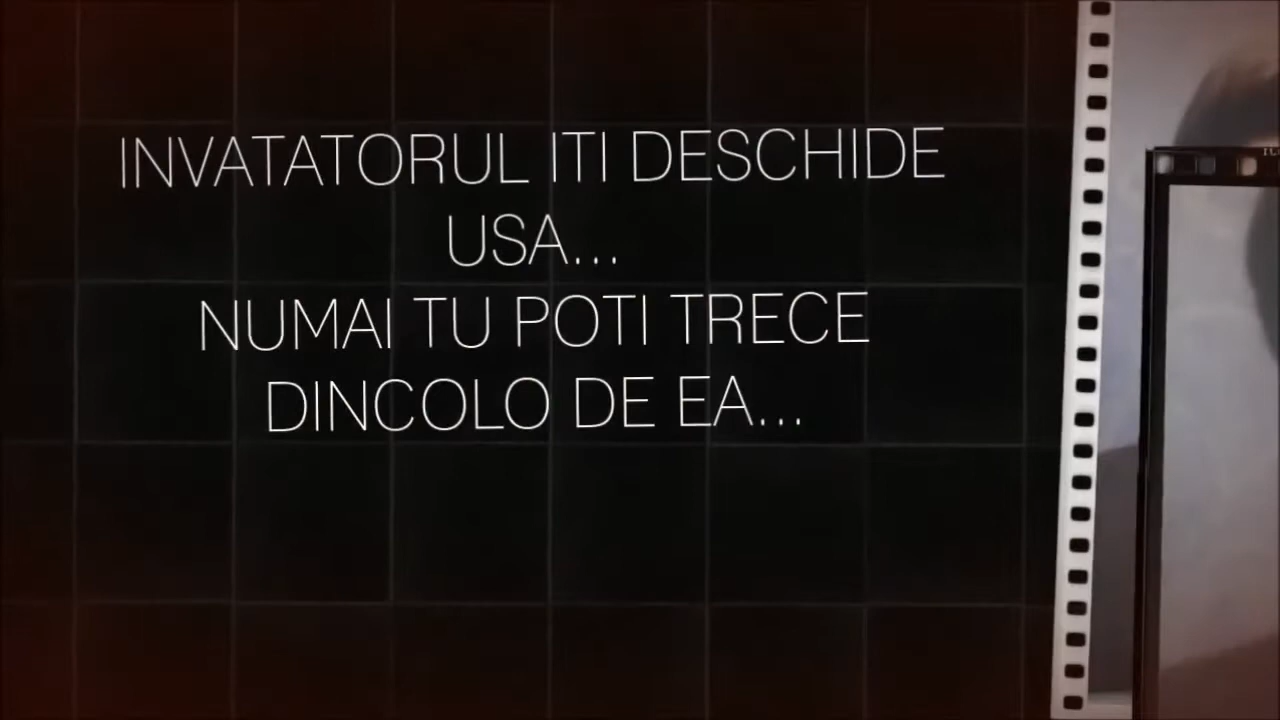 INVATATORUL ITI DESCHIDE
USA...
NUMAI TU POTI TRECE
DINCOLO DE EA...